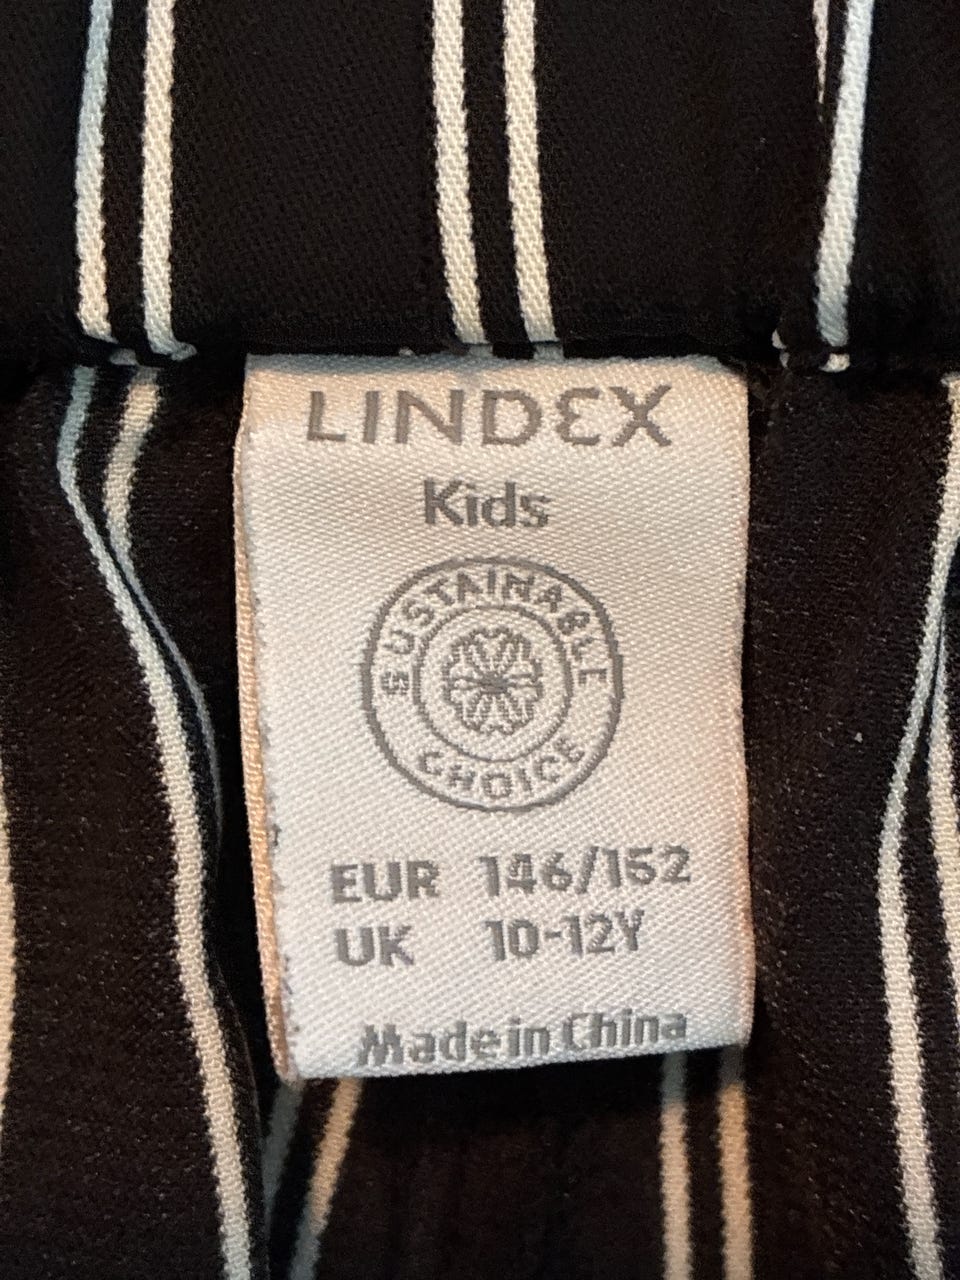 LINDEX
Kids
SUSTAINABLE
CHOICE
EUR 146/152
UK 10-12Y
Made in China